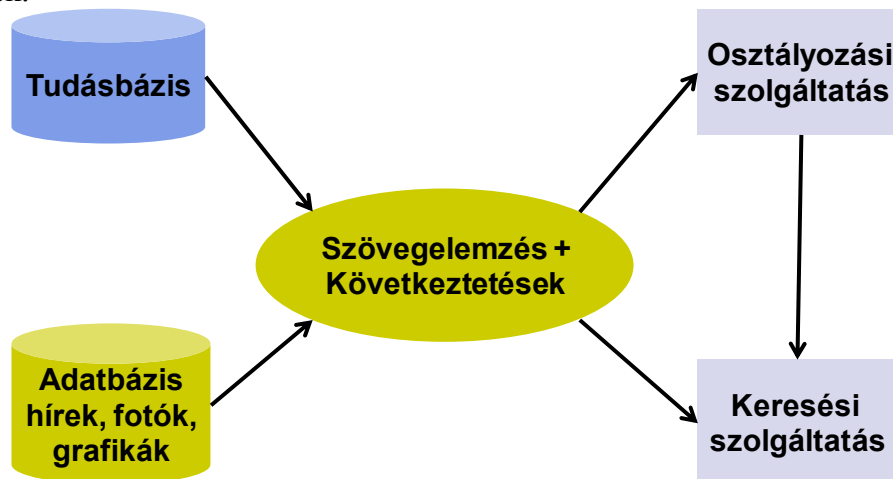 Tudásbázis
Osztályozási
szolgáltatás
Szövegelemzés +
Következtetések
Adatbázis
hírek, fotók,
grafikák
Keresési
szolgáltatás